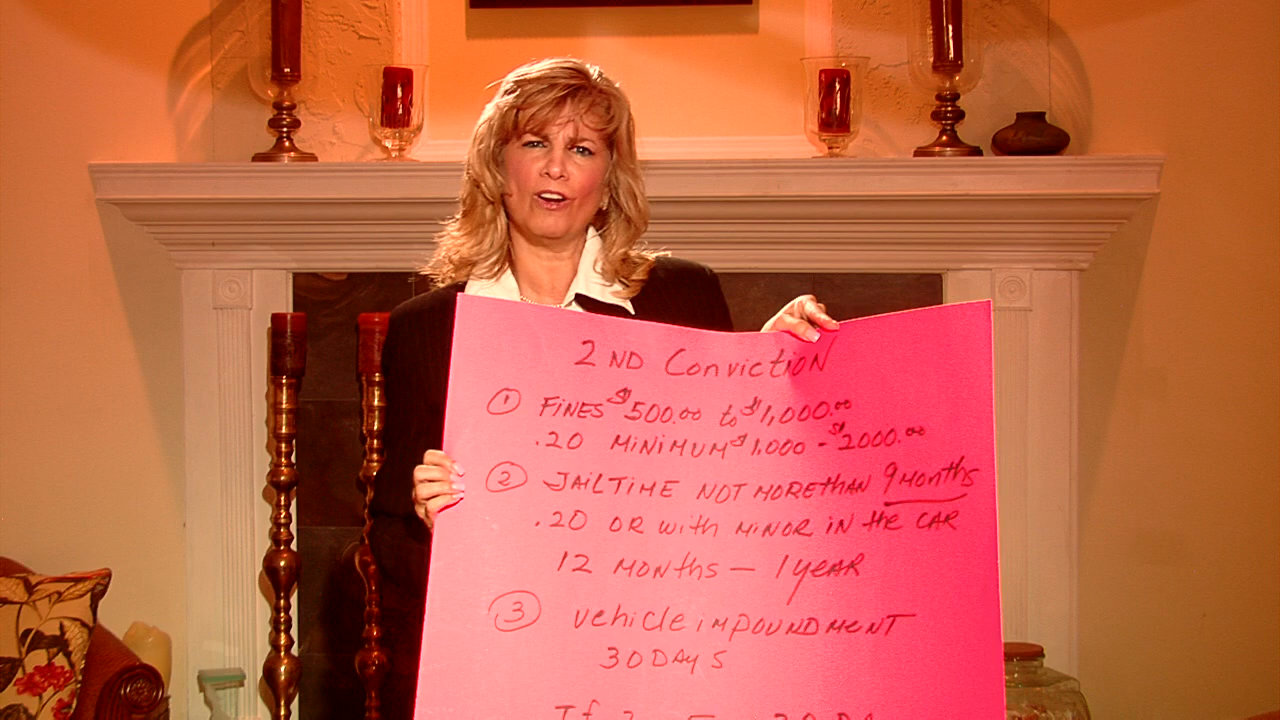 2ND Conviction
① FINES $500.00 to $1,000.00
.20 MINIMUM $1,000 - $2000.00
② JAILTIME NOT MORE than 9 Months
.20 OR with MINOR IN the CAR
12 MONths — 1 YEAR
③ vehicle IMPOUNDMENT
30 DAYS
If 2